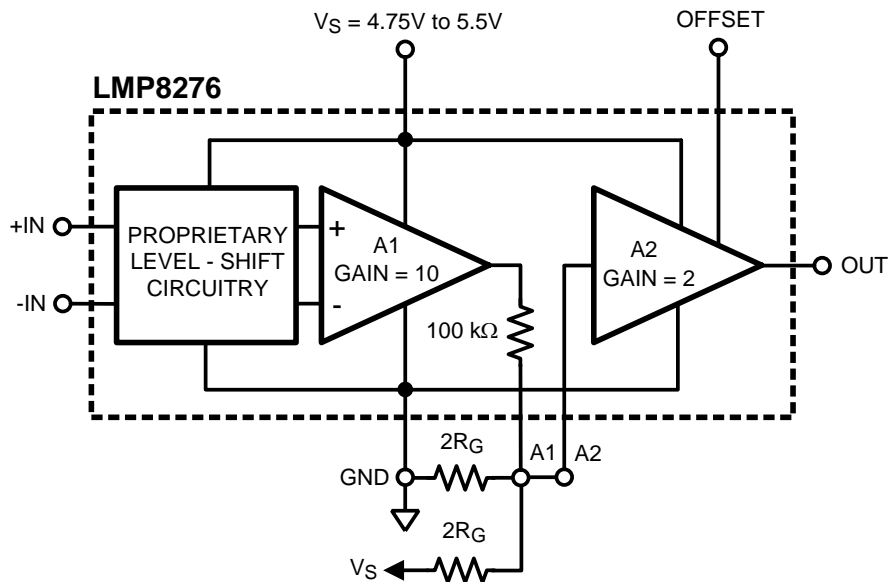 VS = 4.75V to 5.5V
OFFSET
LMP8276
+IN
-IN
PROPRIETARY
LEVEL - SHIFT
CIRCUITRY
+
-
A1
GAIN = 10
A2
GAIN = 2
OUT
100 kΩ
2RG
A1
A2
GND
2RG
VS